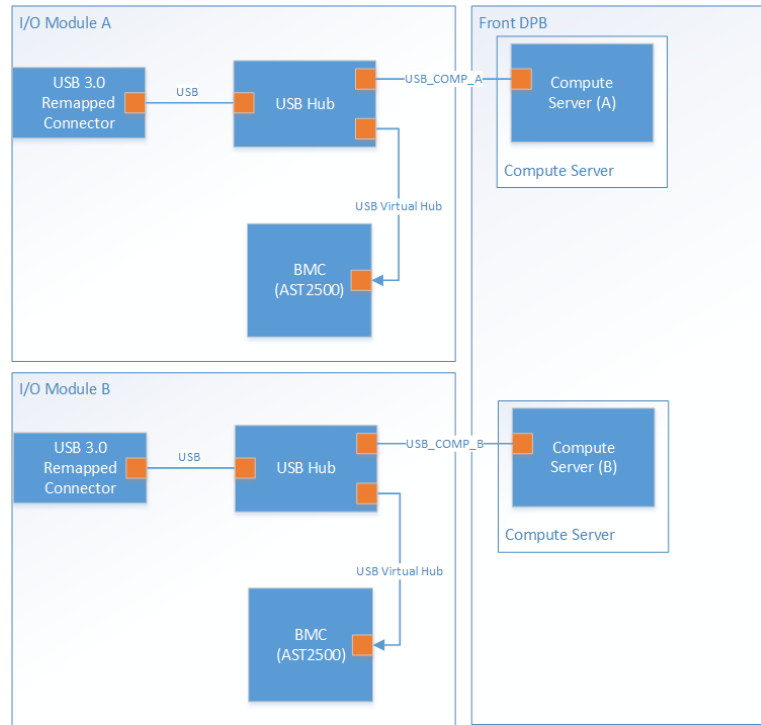 I/O Module A
Front DPB
USB 3.0
Remapped
Connector
USB
USB Hub
USB_COMP_A
Compute
Server (A)
Compute Server
USB Virtual Hub
BMC
(AST2500)
I/O Module B
USB 3.0
Remapped
Connector
USB
USB Hub
USB_COMP_B
Compute
Server (B)
Compute Server
USB Virtual Hub
BMC
(AST2500)